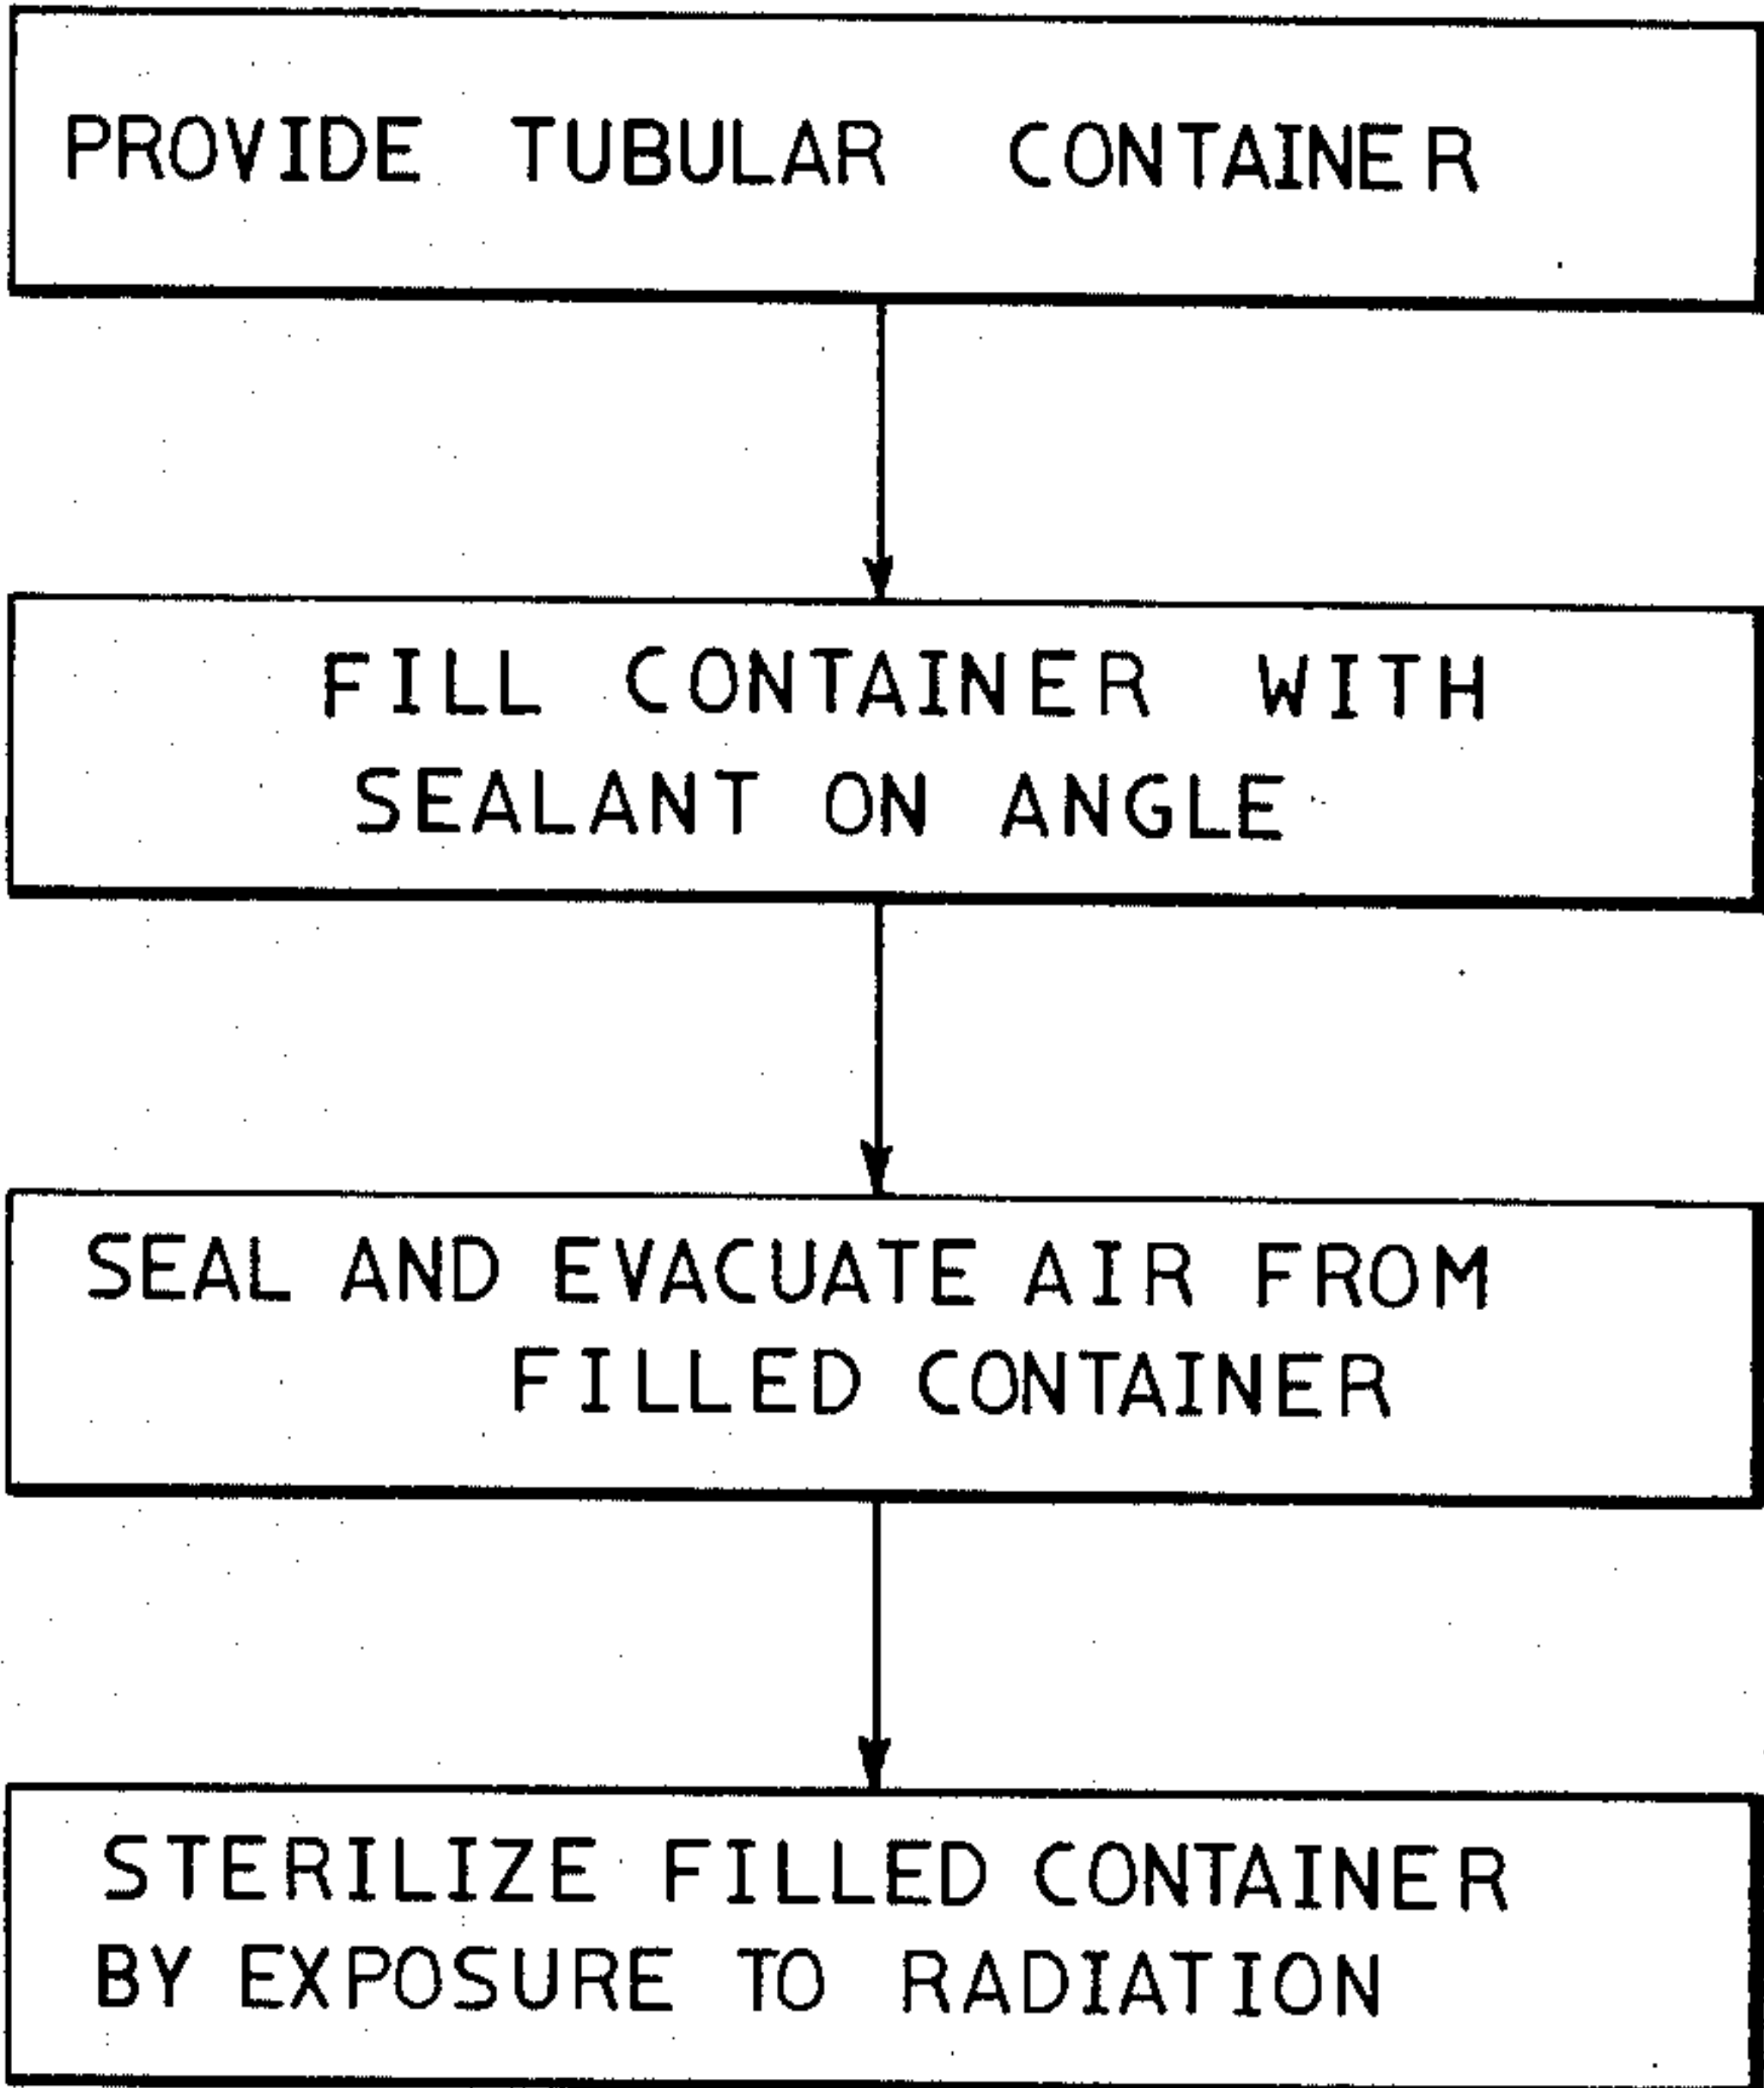 PROVIDE TUBULAR CONTAINER
FILL CONTAINER WITH
SEALANT ON ANGLE
SEAL AND EVACUATE AIR FROM
FILLED CONTAINER
STERILIZE FILLED CONTAINER
BY EXPOSURE TO RADIATION